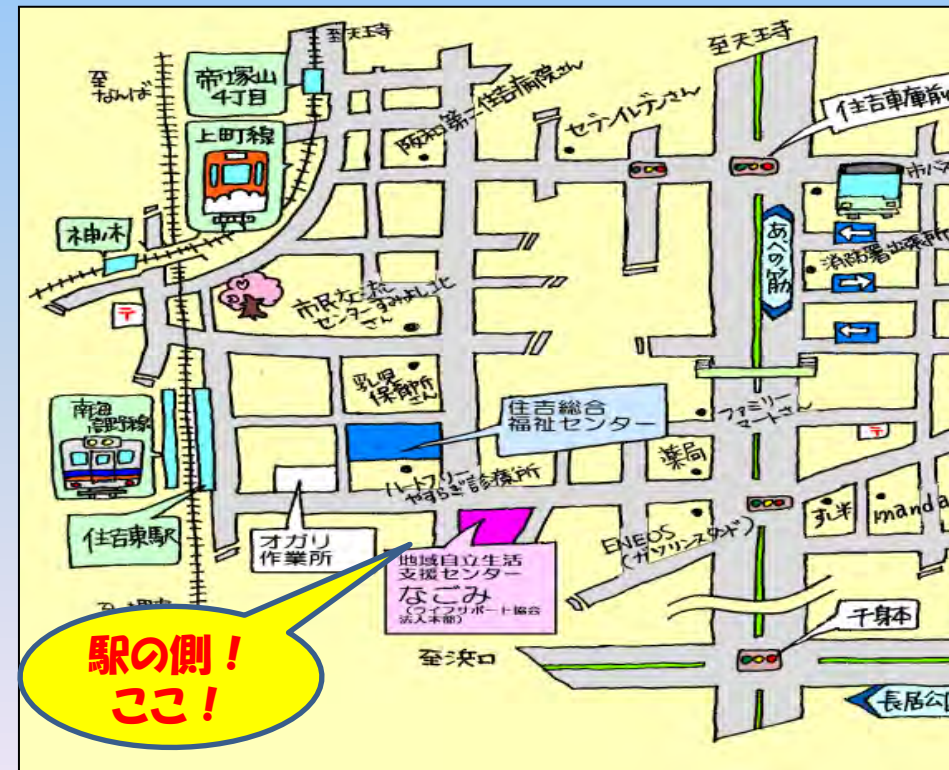 至天王寺
至
なんば
帝塚山
4丁目
上町線
阪和第二住吉病院さん
セブンイレブンさん
至天王寺
住吉車庫前
市バス
あべの筋
消防署出張所
神ノ木
〒
市民交流
センターすみよし北
さん
乳児
保育所
さん
南海
高野線
住吉総合
福祉センター
ファミリー
マートさん
〒
薬局
ハートフリー
やすらぎ診療所
住吉東駅
オガリ
作業所
地域自立生活
支援センター
なごみ
(ライフサポート協会
法人本部)
ENEOS
(ガソリンスタンド)
すし半
manda
駅の側!
ここ!
至浜口
千躰本
長居公